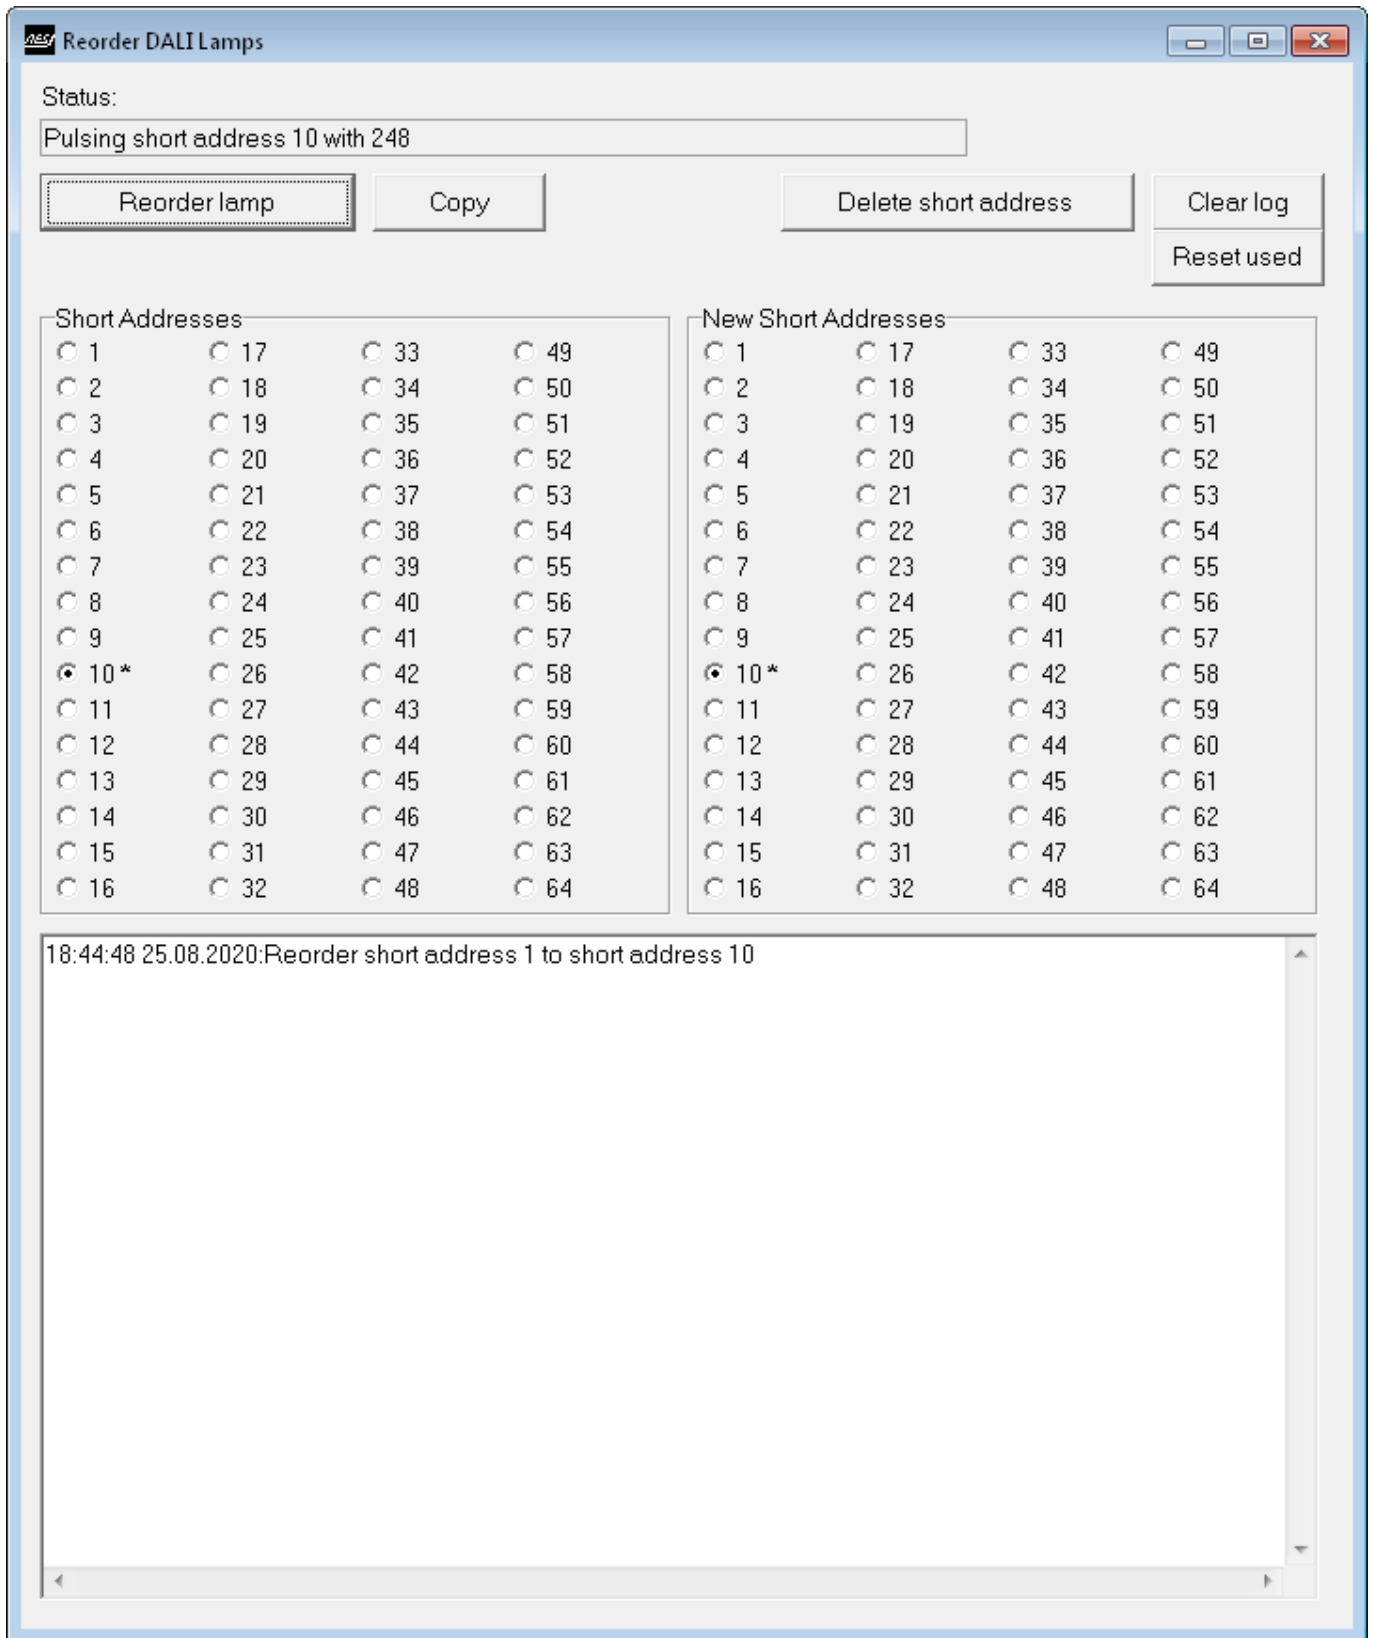 Reorder DALI Lamps
Status:
Pulsing short address 10 with 248
Reorder lamp Copy Delete short address Clear log
Reset used
Short Addresses New Short Addresses
1 17 33 49 1 17 33 49
2 18 34 50 2 18 34 50
3 19 35 51 3 19 35 51
4 20 36 52 4 20 36 52
5 21 37 53 5 21 37 53
6 22 38 54 6 22 38 54
7 23 39 55 7 23 39 55
8 24 40 56 8 24 40 56
9 25 41 57 9 25 41 57
10 * 26 42 58 10 * 26 42 58
11 27 43 59 11 27 43 59
12 28 44 60 12 28 44 60
13 29 45 61 13 29 45 61
14 30 46 62 14 30 46 62
15 31 47 63 15 31 47 63
16 32 48 64 16 32 48 64
18:44:48 25.08.2020:Reorder short address 1 to short address 10